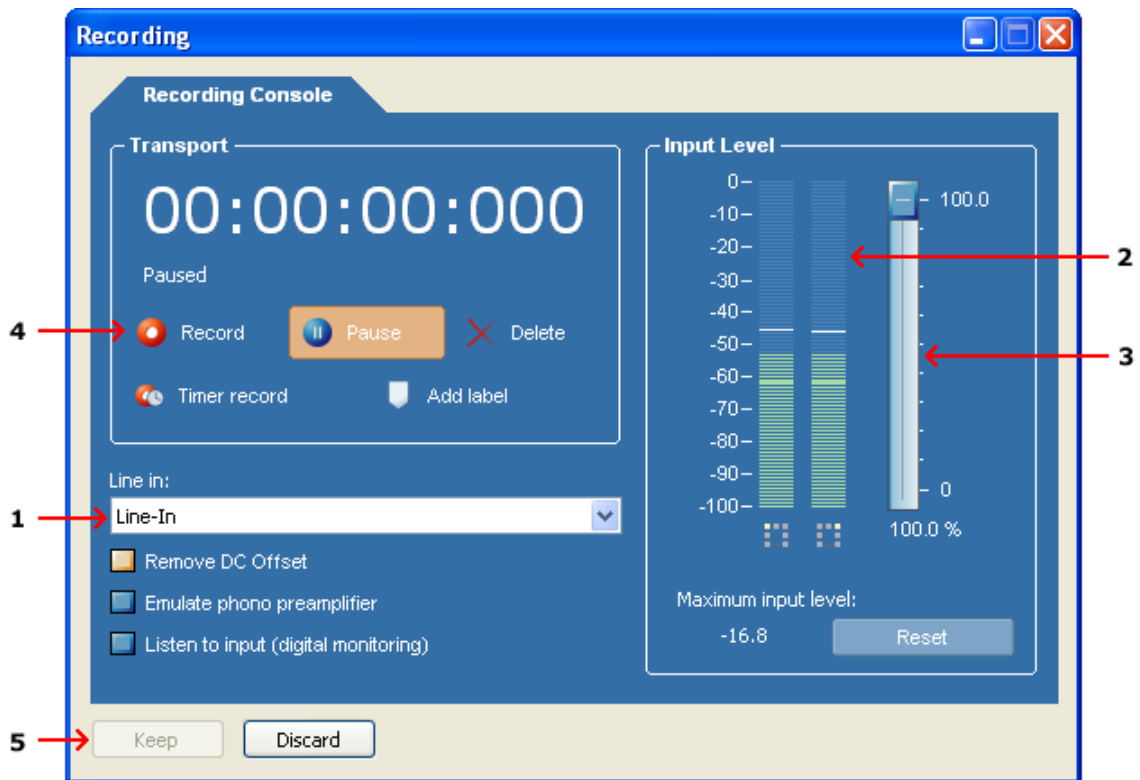 Recording
Recording Console
Transport
00:00:00:000
Paused
4
Record
Pause
Delete
Timer record
Add label
Line in:
1
Line-In
Remove DC Offset
Emulate phono preamplifier
Listen to input (digital monitoring)
Input Level
0
-10
-20
-30
-40
-50
-60
-70
-80
-90
-100
100.0
2
3
0
100.0 %
Maximum input level:
-16.8
Reset
5
Keep
Discard